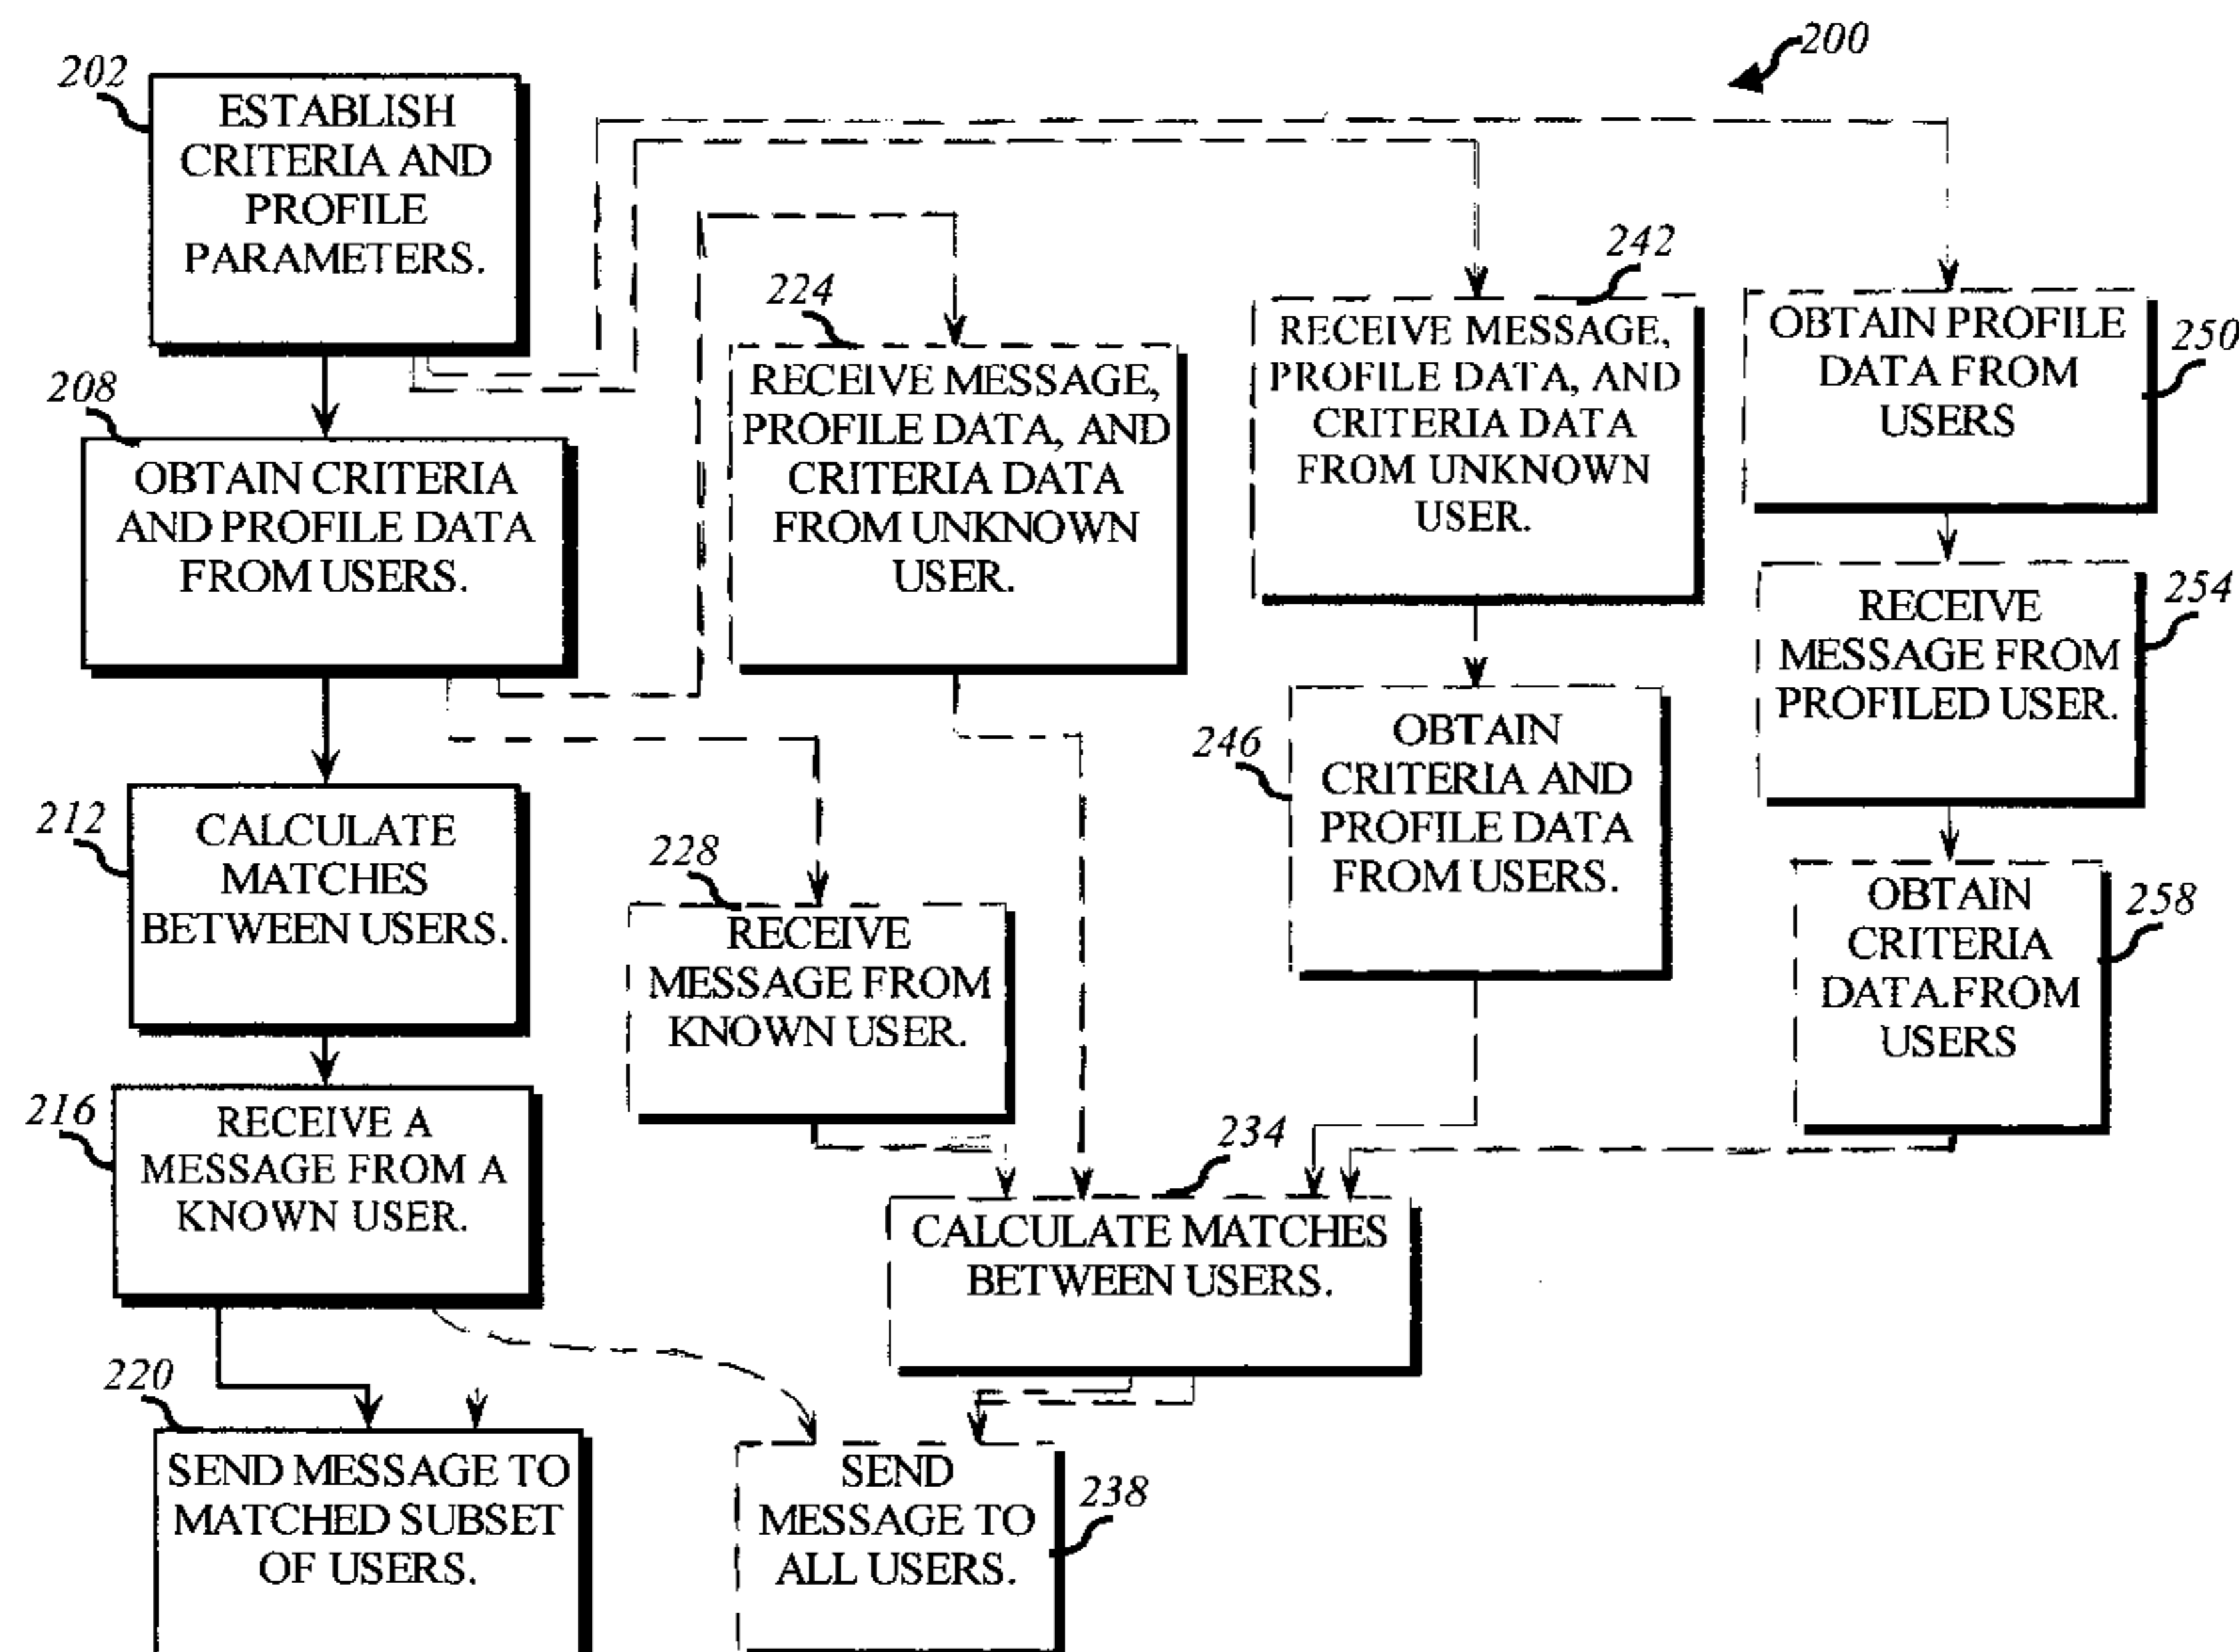 200
202
ESTABLISH
CRITERIA AND
PROFILE
PARAMETERS.
208
OBTAIN CRITERIA
AND PROFILE DATA
FROM USERS.
212
CALCULATE
MATCHES
BETWEEN USERS.
216
RECEIVE A
MESSAGE FROM A
KNOWN USER.
220
SEND MESSAGE TO
MATCHED SUBSET
OF USERS.
224
RECEIVE MESSAGE,
PROFILE DATA, AND
CRITERIA DATA
FROM UNKNOWN
USER.
228
RECEIVE
MESSAGE FROM
KNOWN USER.
234
CALCULATE MATCHES
BETWEEN USERS.
SEND
MESSAGE TO
ALL USERS.
238
242
RECEIVE MESSAGE,
PROFILE DATA, AND
CRITERIA DATA
FROM UNKNOWN
USER.
246
OBTAIN
CRITERIA AND
PROFILE DATA
FROM USERS.
OBTAIN PROFILE
DATA FROM
USERS
250
RECEIVE
MESSAGE FROM
PROFILED USER.
254
OBTAIN
CRITERIA
DATA.FROM
USERS
258